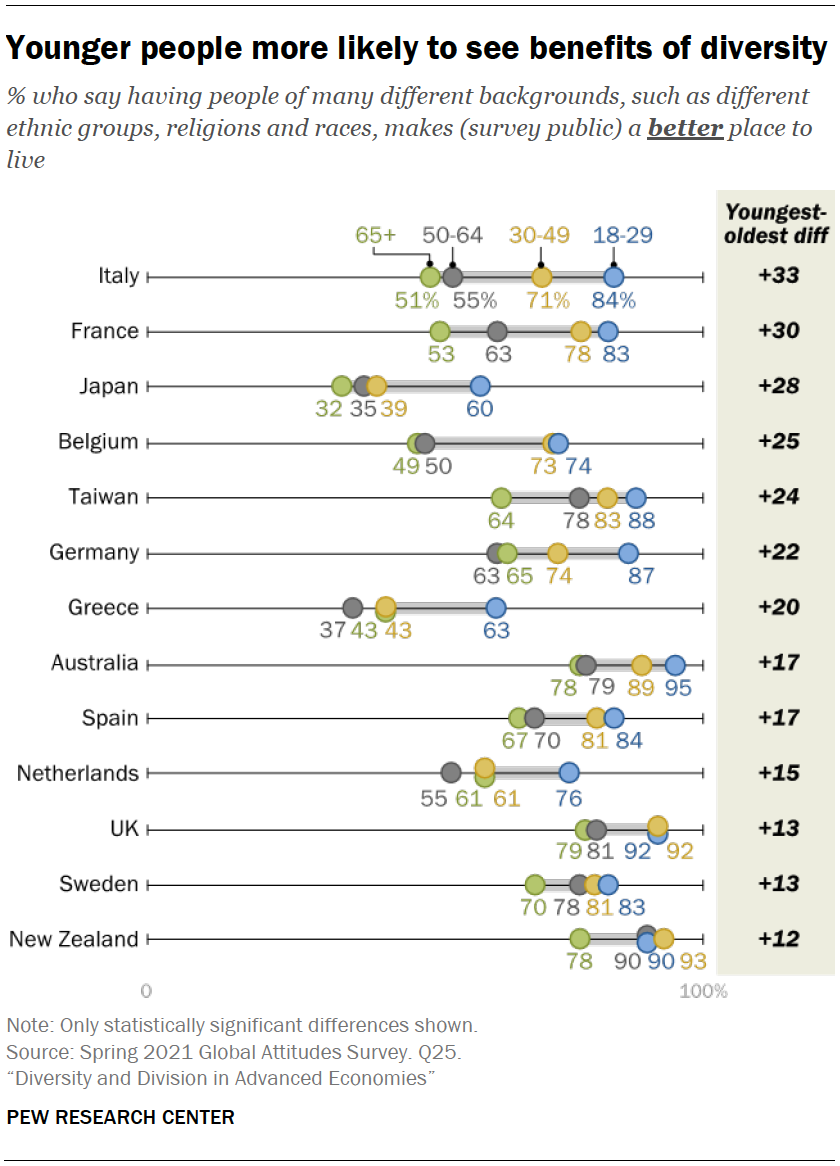 Younger people more likely to see benefits of diversity
% who say having people of many different backgrounds, such as different
ethnic groups, religions and races, makes (survey public) a better place to
live
Youngest-
oldest diff
65+ 50-64 30-49 18-29
Italy +33
51% 55% 71% 84%
France +30
53 63 78 83
Japan +28
32 35 39 60
Belgium +25
49 50 73 74
Taiwan +24
64 78 83 88
Germany +22
63 65 74 87
Greece +20
37 43 43 63
Australia +17
78 79 89 95
Spain +17
67 70 81 84
Netherlands +15
55 61 61 76
UK +13
79 81 92 92
Sweden +13
70 78 81 83
New Zealand +12
78 90 90 93
0 100%
Note: Only statistically significant differences shown.
Source: Spring 2021 Global Attitudes Survey. Q25.
“Diversity and Division in Advanced Economies”
PEW RESEARCH CENTER